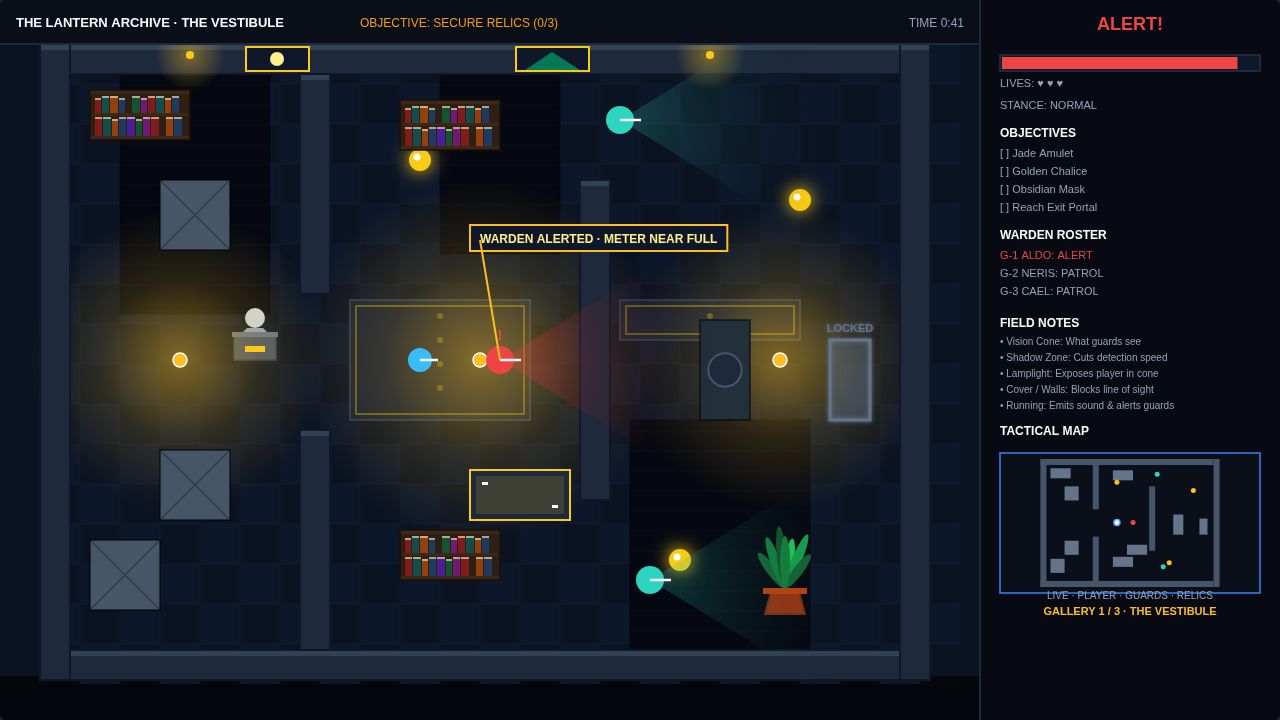 THE LANTERN ARCHIVE · THE VESTIBULE
OBJECTIVE: SECURE RELICS (0/3)
TIME 0:41
WARDEN ALERTED · METER NEAR FULL
!
LOCKED
ALERT!
LIVES: ♥ ♥ ♥
STANCE: NORMAL
OBJECTIVES
[ ] Jade Amulet
[ ] Golden Chalice
[ ] Obsidian Mask
[ ] Reach Exit Portal
WARDEN ROSTER
G-1 ALDO: ALERT
G-2 NERIS: PATROL
G-3 CAEL: PATROL
FIELD NOTES
• Vision Cone: What guards see
• Shadow Zone: Cuts detection speed
• Lamplight: Exposes player in cone
• Cover / Walls: Blocks line of sight
• Running: Emits sound & alerts guards
TACTICAL MAP
LIVE · PLAYER · GUARDS · RELICS
GALLERY 1 / 3 · THE VESTIBULE